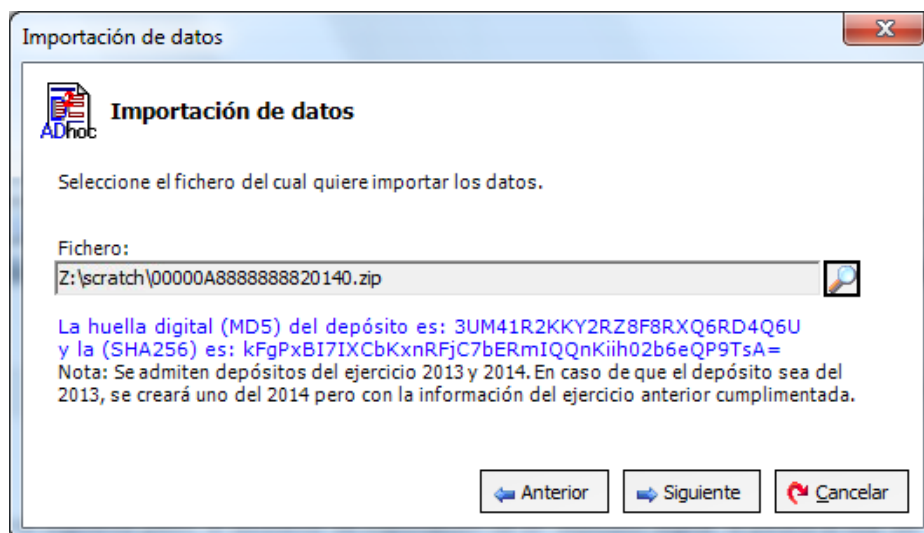 Importación de datos
X
ADhoc
Importación de datos
Seleccione el fichero del cual quiere importar los datos.
Fichero:
Z:\scratch\00000A8888888820140.zip
La huella digital (MD5) del depósito es: 3UM41R2KKY2RZ8F8RXQ6RD4Q6U
y la (SHA256) es: kFgPxBI7IXCbKxnRFjC7bERmIQQnKiih02b6eQP9TsA=
Nota: Se admiten depósitos del ejercicio 2013 y 2014. En caso de que el depósito sea del
2013, se creará uno del 2014 pero con la información del ejercicio anterior cumplimentada.
Anterior
Siguiente
Cancelar